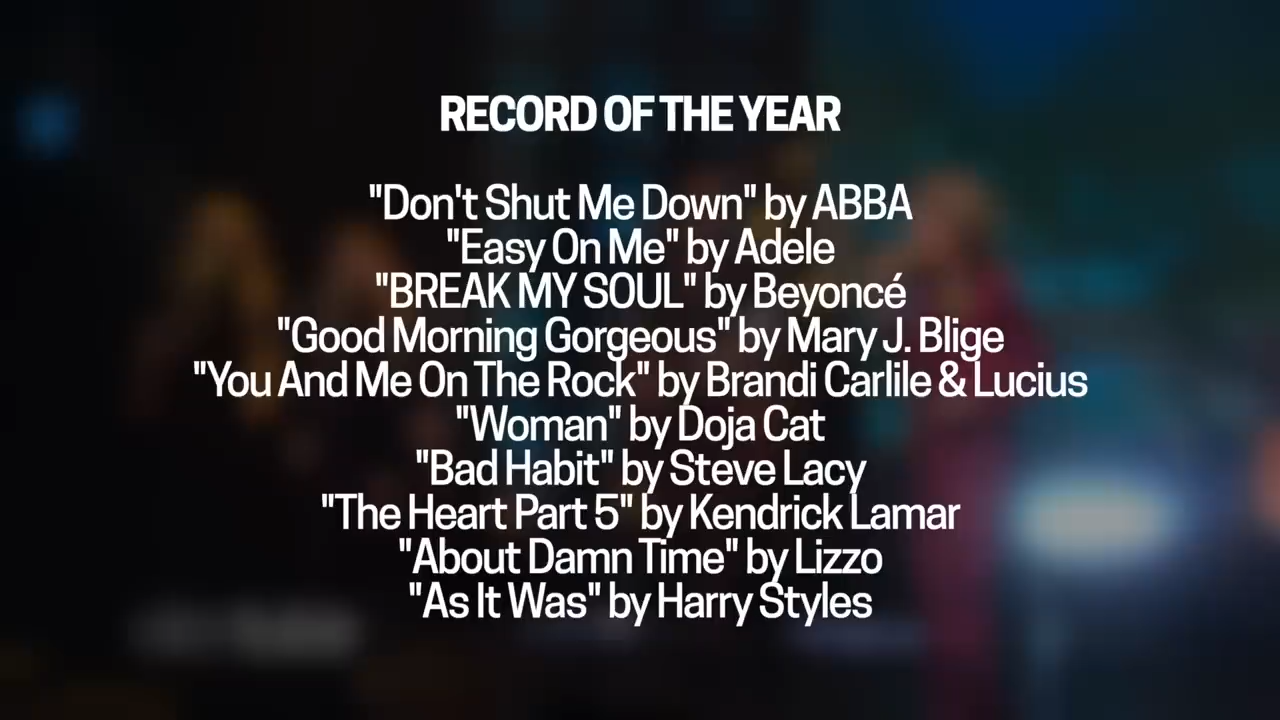 RECORD OF THE YEAR
"Don't Shut Me Down" by ABBA
"Easy On Me" by Adele
"BREAK MY SOUL" by Beyoncé
"Good Morning Gorgeous" by Mary J. Blige
"You And Me On The Rock" by Brandi Carlile & Lucius
"Woman" by Doja Cat
"Bad Habit" by Steve Lacy
"The Heart Part 5" by Kendrick Lamar
"About Damn Time" by Lizzo
"As It Was" by Harry Styles